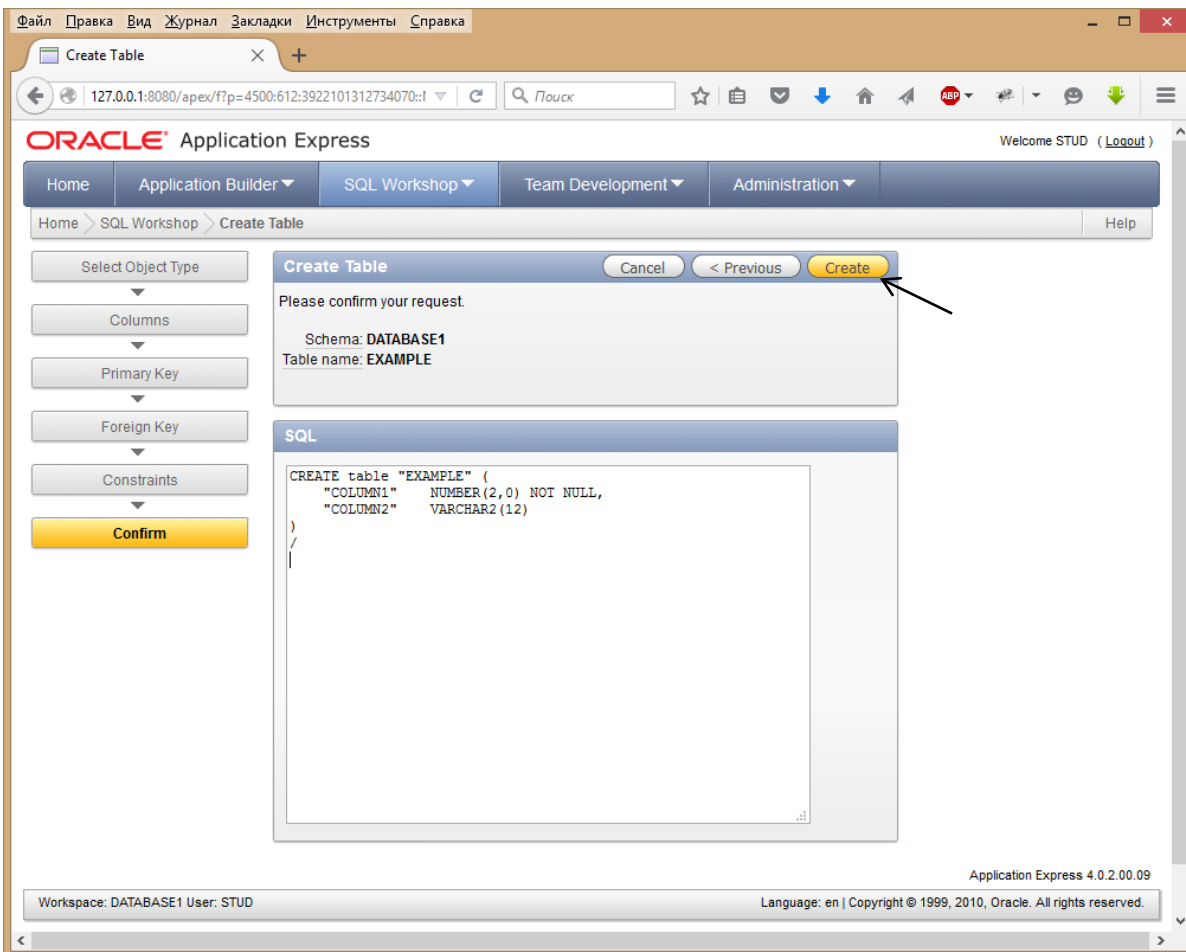 Файл Правка Вид Журнал Закладки Инструменты Справка
Create Table
127.0.0.1:8080/apex/f?p=4500:612:3922101312734070::
Поиск
ABP
ORACLE Application Express
Welcome STUD ( Logout )
Home Application Builder SQL Workshop Team Development Administration
Home SQL Workshop Create Table Help
Select Object Type
Columns
Primary Key
Foreign Key
Constraints
Confirm
Create Table Cancel < Previous Create
Please confirm your request.
Schema: DATABASE1
Table name: EXAMPLE
SQL
CREATE table "EXAMPLE" (
"COLUMN1" NUMBER(2,0) NOT NULL,
"COLUMN2" VARCHAR2(12)
)
/
Application Express 4.0.2.00.09
Workspace: DATABASE1 User: STUD
Language: en | Copyright © 1999, 2010, Oracle. All rights reserved.